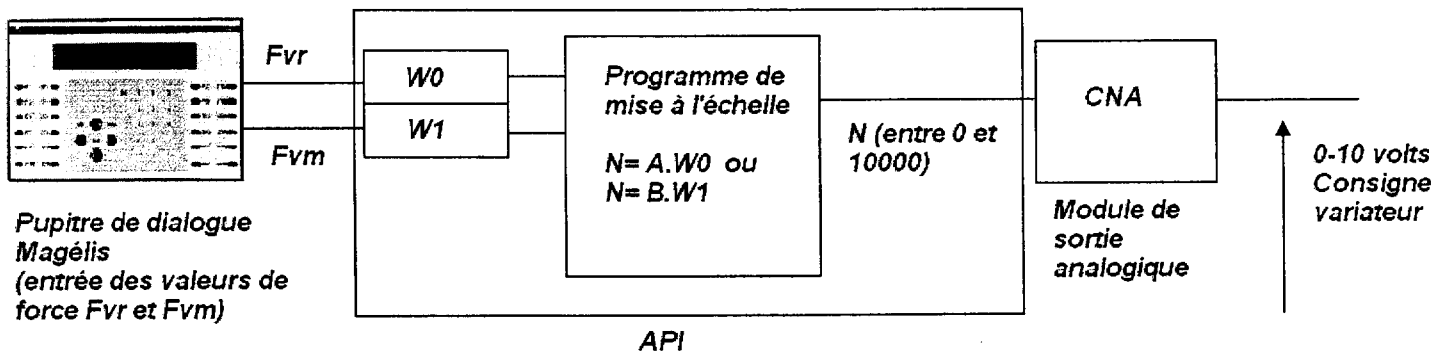 Fvr
Fvm
W0
W1
Programme de
mise à l'échelle
N= A.W0 ou
N= B.W1
N (entre 0 et
10000)
CNA
0-10 volts
Consigne
variateur
Module de
sortie
analogique
Pupitre de dialogue
Magélis
(entrée des valeurs de
force Fvr et Fvm)
API